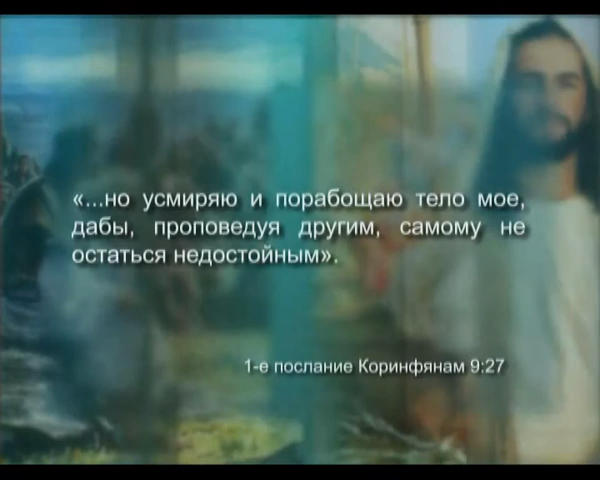 «...но усмиряю и порабощаю тело мое,
дабы, проповедуя другим, самому не
остаться недостойным».
1-е послание Коринфянам 9:27